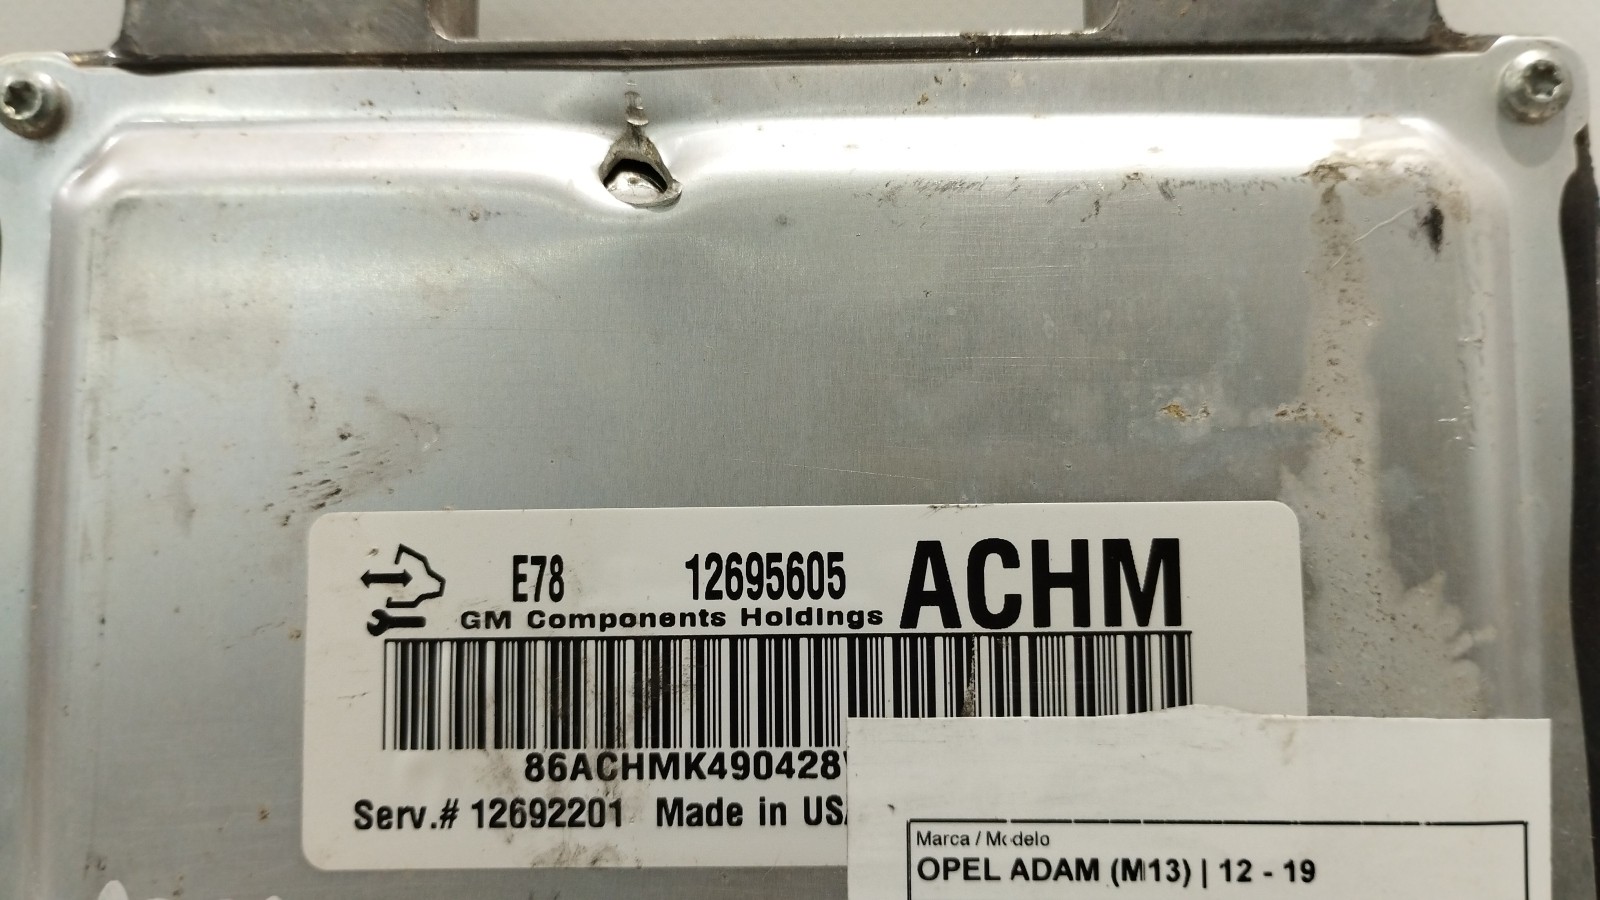 E78 12695605 ACHM
GM Components Holdings
86ACHMK490428
Serv.# 12692201 Made in US
Marca / Modelo
OPEL ADAM (M13) | 12 - 19